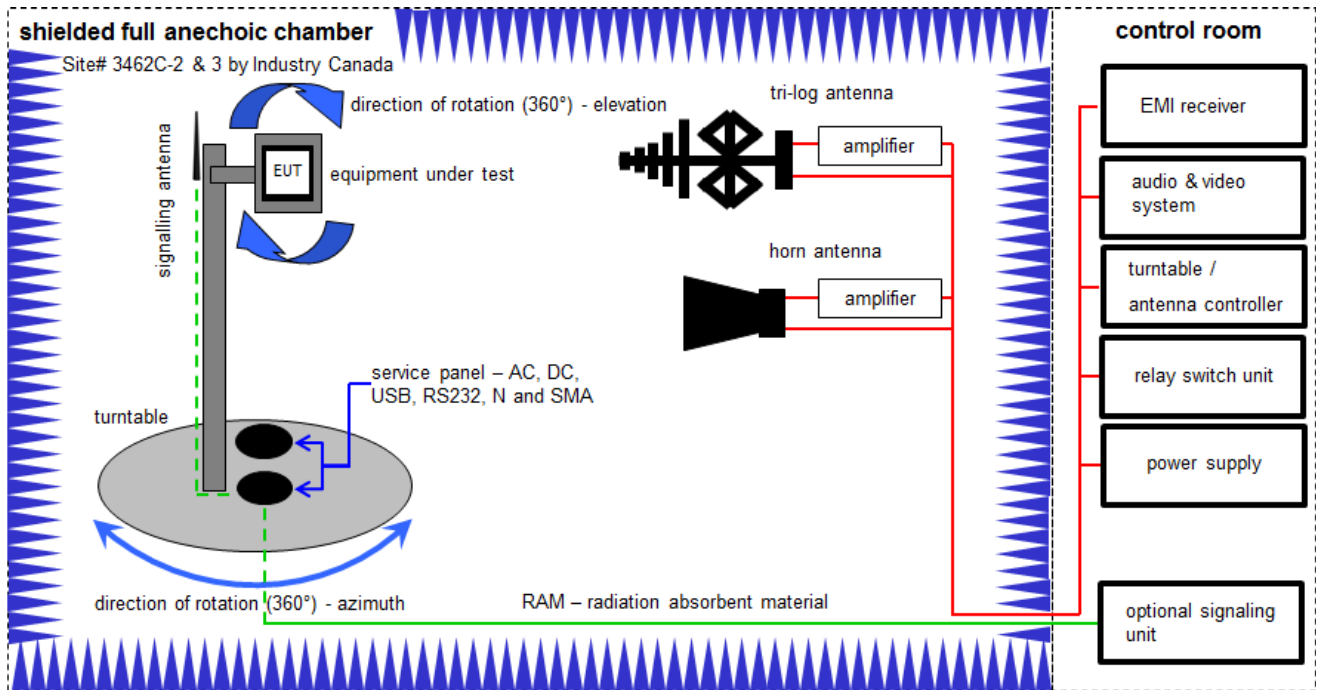 shielded full anechoic chamber
Site# 3462C-2 & 3 by Industry Canada
direction of rotation (360°) - elevation
signalling antenna
EUT
equipment under test
tri-log antenna
amplifier
horn antenna
amplifier
service panel – AC, DC,
USB, RS232, N and SMA
turntable
direction of rotation (360°) - azimuth
RAM – radiation absorbent material
control room
EMI receiver
audio & video
system
turntable /
antenna controller
relay switch unit
power supply
optional signaling
unit